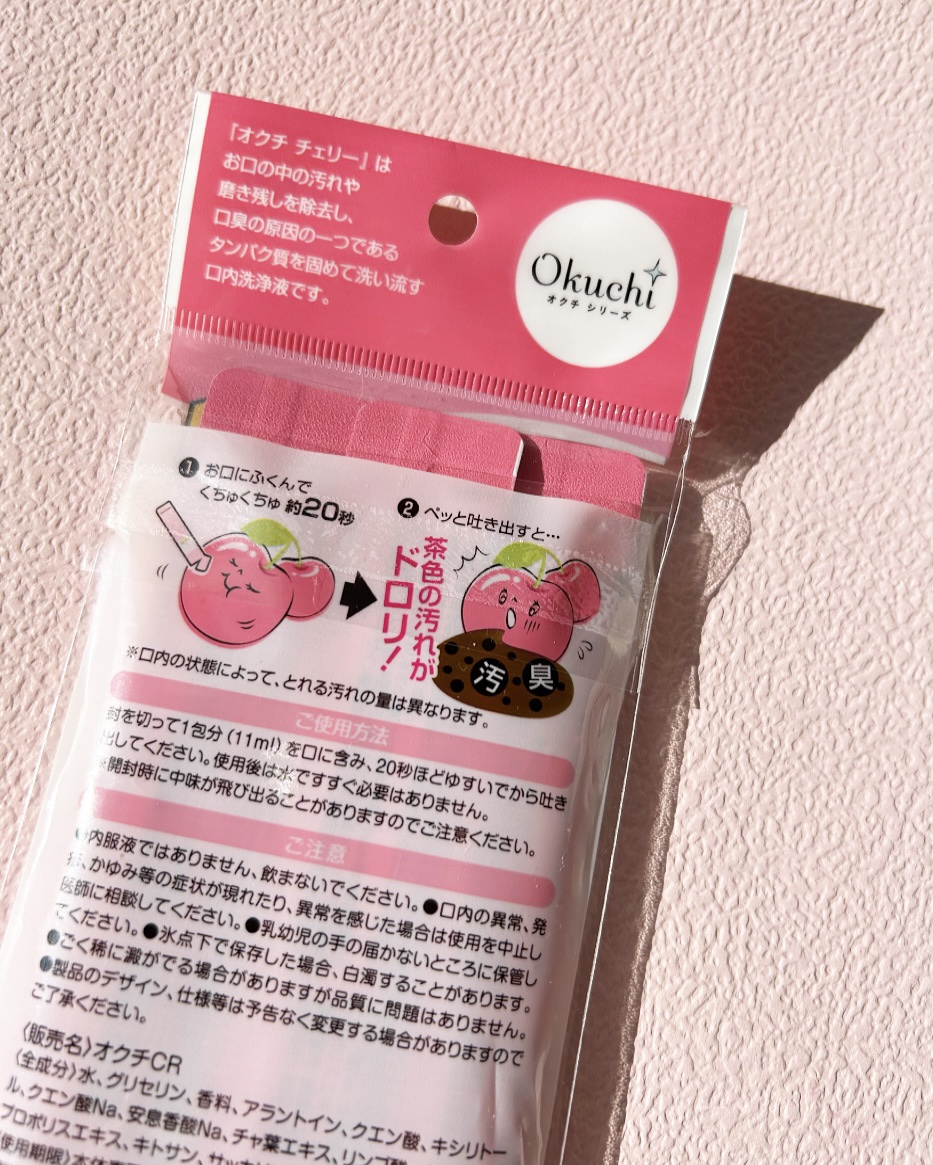 「オクチ チェリー」は
お口の中の汚れや
磨き残しを除去し、
口臭の原因の一つである
タンパク質を固めて洗い流す
口内洗浄液です。
Okuchi
オクチ シリーズ
❶ お口にふくんで
くちゅくちゅ 約20秒
❷ ペッと吐き出すと…
茶色の汚れが
ドロリ!
汚 臭
※口内の状態によって、とれる汚れの量は異なります。
ご使用方法
封を切って1包分(11ml)を口に含み、20秒ほどゆすいでから吐き
出してください。使用後は水ですすぐ必要はありません。
※開封時に中味が飛び出ることがありますのでご注意ください。
ご注意
●内服液ではありません、飲まないでください。●口内の異常、発
疹、かゆみ等の症状が現れたり、異常を感じた場合は使用を中止し
医師に相談してください。●乳幼児の手の届かないところに保管し
てください。●氷点下で保存した場合、白濁することがあります。
●ごく稀に澱がでる場合がありますが品質に問題はありません。
●製品のデザイン、仕様等は予告なく変更する場合がありますので
ご了承ください。
〈販売名〉オクチCR
〈全成分〉水、グリセリン、香料、アラントイン、クエン酸、キシリトー
ル、クエン酸Na、安息香酸Na、チャ葉エキス、リンゴ酸、
プロポリスエキス、キトサン、
使用期限〉本体